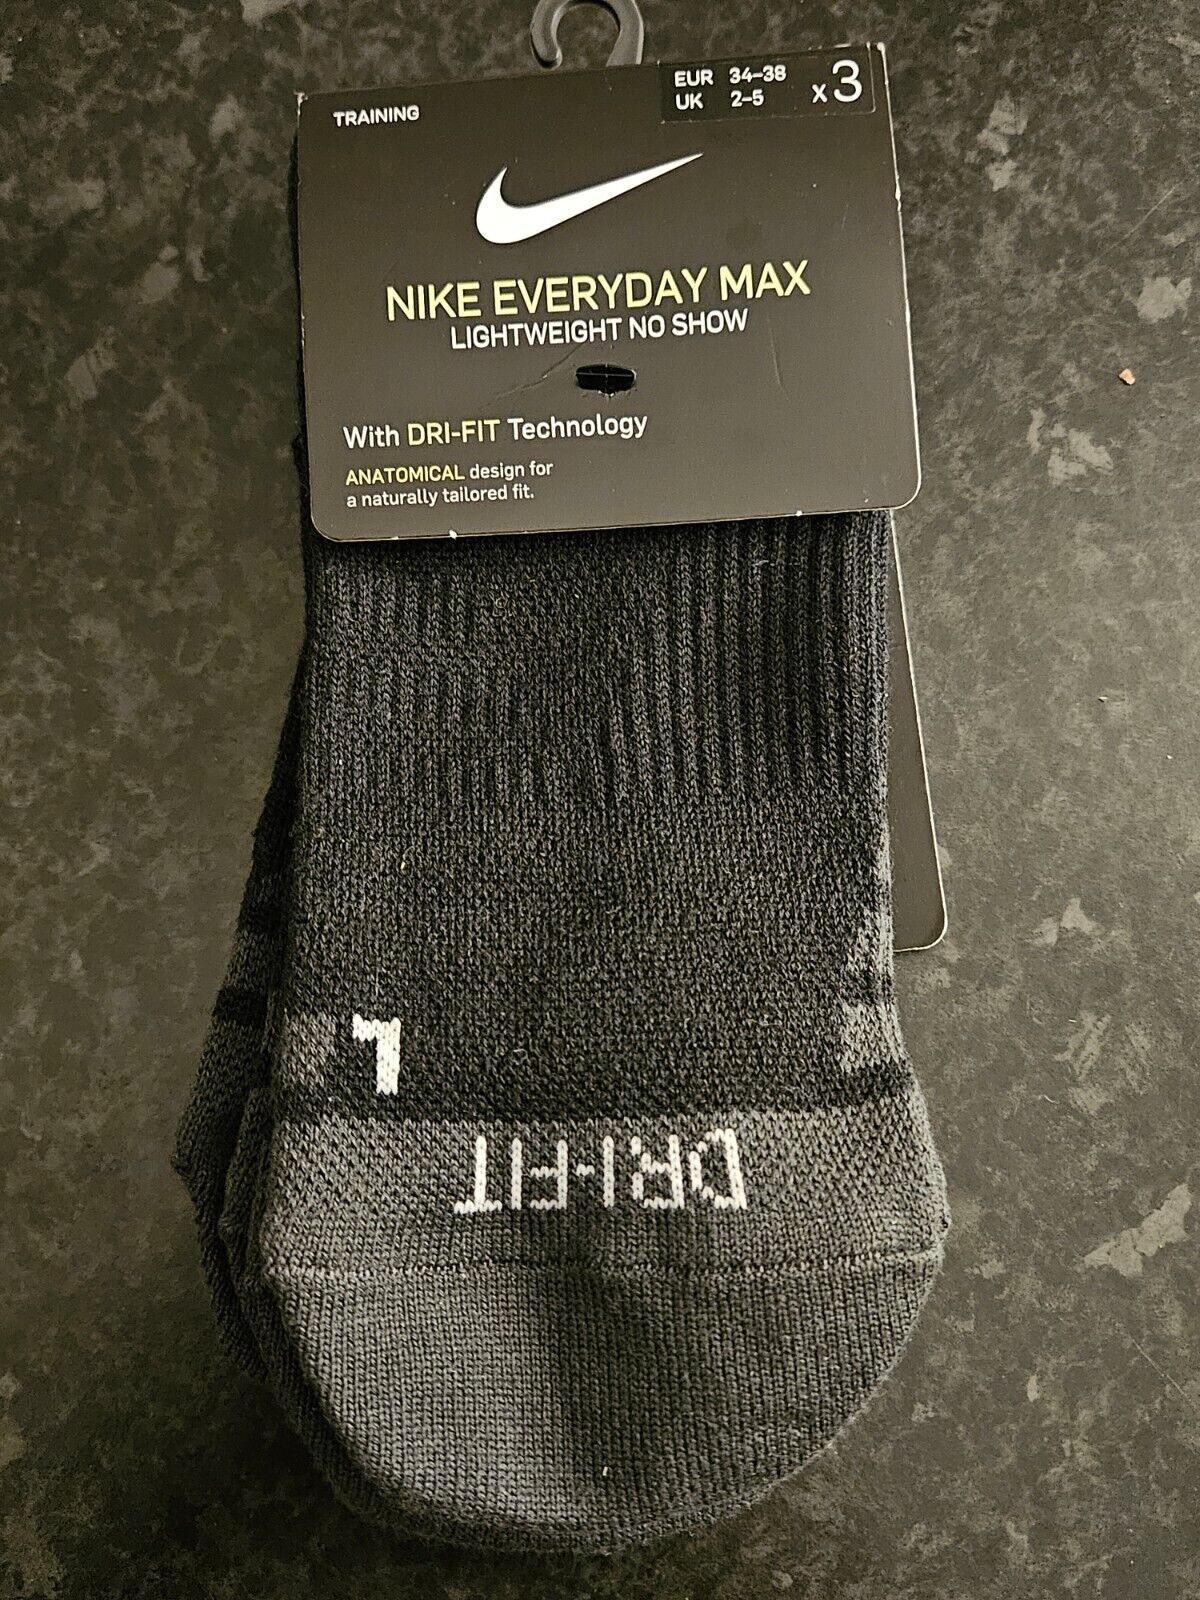 TRAINING
EUR 34–38
UK 2–5
x3
NIKE EVERYDAY MAX
LIGHTWEIGHT NO SHOW
With DRI-FIT Technology
ANATOMICAL design for
a naturally tailored fit.
L
DRI-FIT